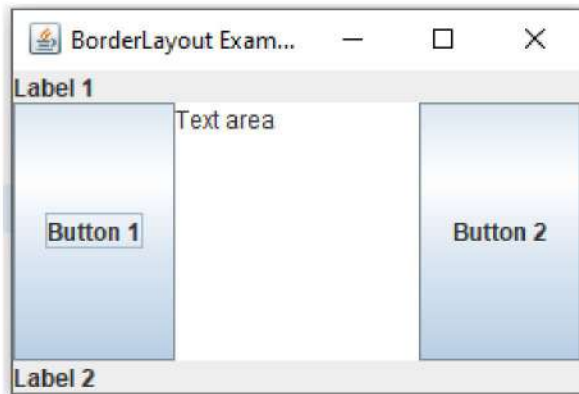 BorderLayout Exam...
Label 1
Button 1
Text area
Button 2
Label 2